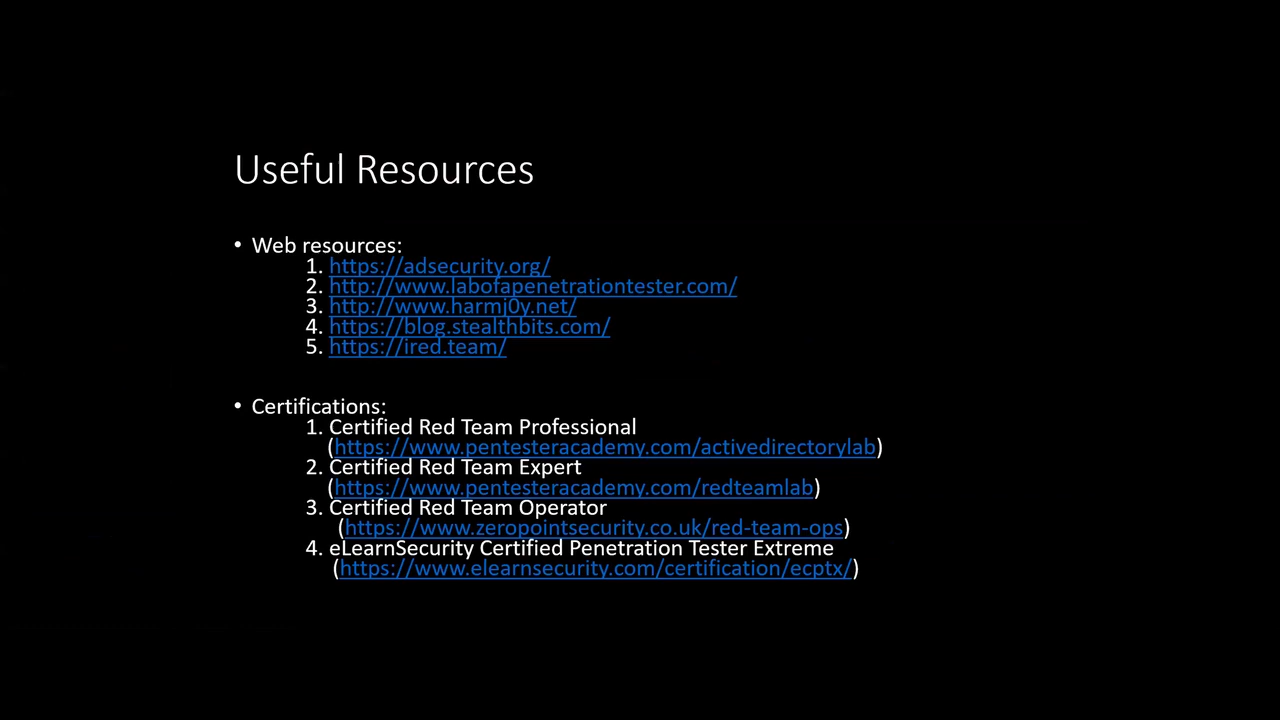 Useful Resources
• Web resources:
1. https://adsecurity.org/
2. http://www.labofapenetrationtester.com/
3. http://www.harmj0y.net/
4. https://blog.stealthbits.com/
5. https://ired.team/
• Certifications:
1. Certified Red Team Professional
(https://www.pentesteracademy.com/activedirectorylab)
2. Certified Red Team Expert
(https://www.pentesteracademy.com/redteamlab)
3. Certified Red Team Operator
(https://www.zeropointsecurity.co.uk/red-team-ops)
4. eLearnSecurity Certified Penetration Tester Extreme
(https://www.elearnsecurity.com/certification/ecptx/)